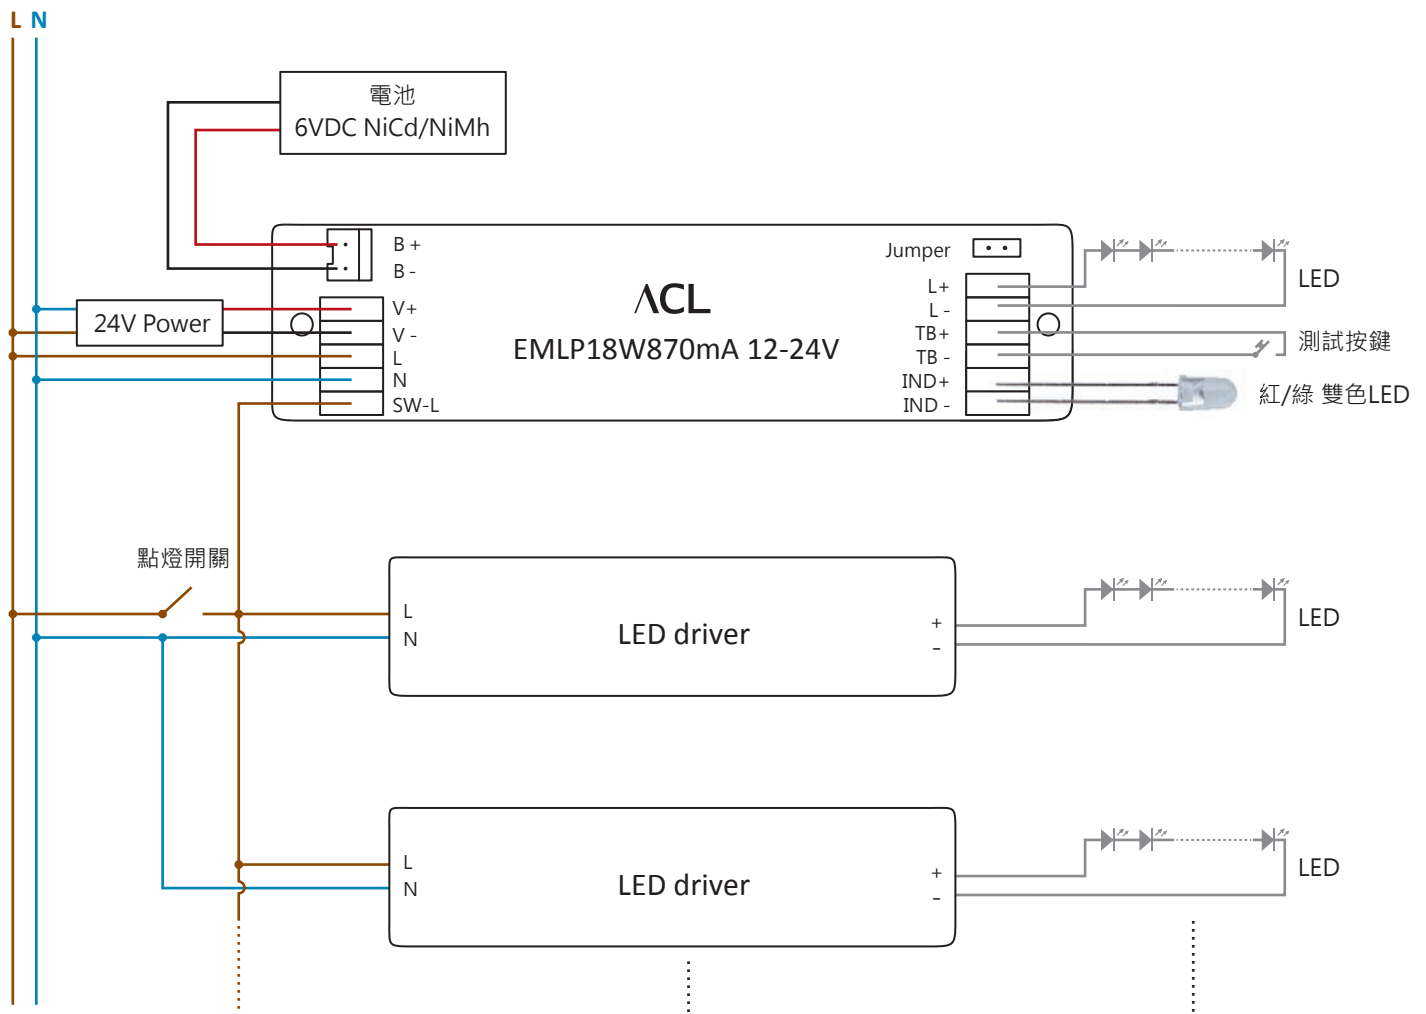 L N
電池
6VDC NiCd/NiMh
B +
B -
Jumper
ACL
EMLP18W870mA 12-24V
24V Power
V+
V -
L
N
SW-L
L+
L -
TB+
TB -
IND+
IND -
LED
測試按鍵
紅/綠 雙色LED
點燈開關
L
N
LED driver
+
-
LED
L
N
LED driver
+
-
LED